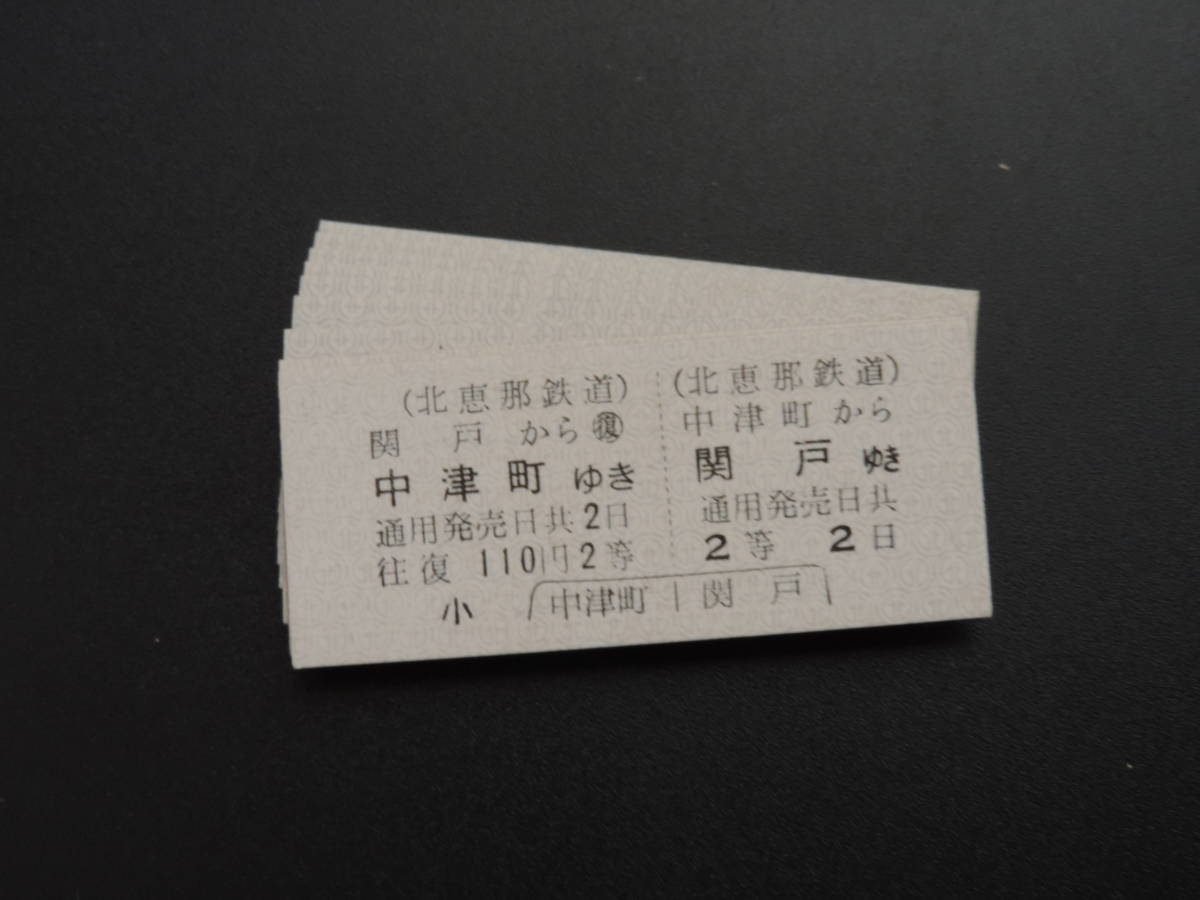 (北恵那鉄道)
関戸から㊝
中津町ゆき
通用発売日共2日
往復110円2等
小
(北恵那鉄道)
中津町から
関戸ゆき
通用発売日共
2等 2日
中津町|関戸